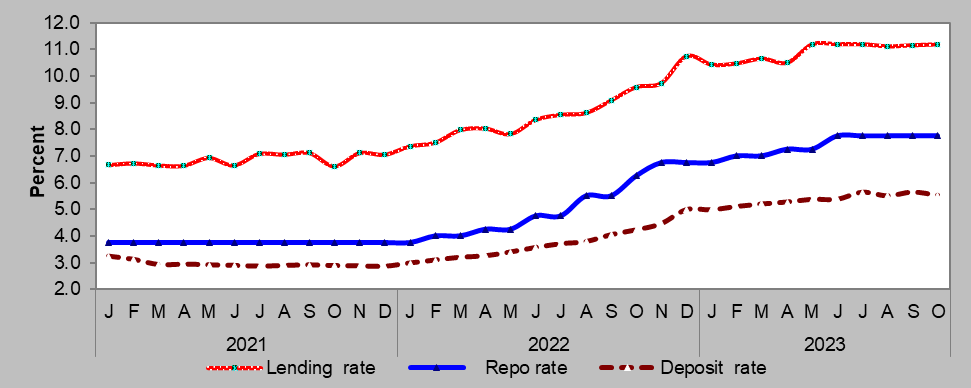 12.0
11.0
10.0
9.0
8.0
7.0
6.0
5.0
4.0
3.0
2.0
Percent
J F M A M J J A S O N D J F M A M J J A S O N D J F M A M J J A S O
2021 2022 2023
Lending rate Repo rate Deposit rate